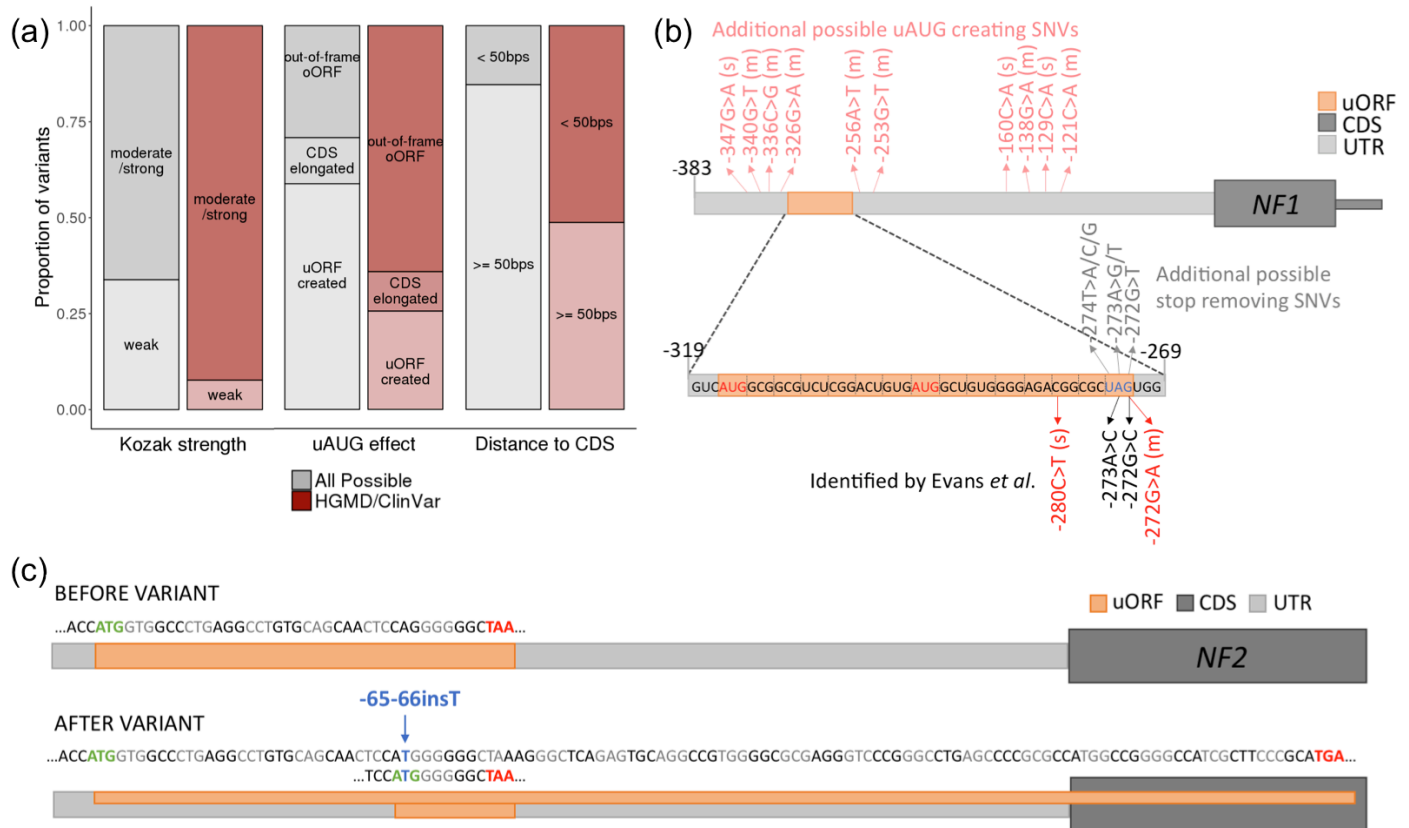 (a)
1.00
0.75
0.50
0.25
0.00
Proportion of variants
moderate
/strong
weak
moderate
/strong
weak
out-of-frame
oORF
CDS
elongated
uORF
created
out-of-frame
oORF
CDS
elongated
uORF
created
< 50bps
>= 50bps
< 50bps
>= 50bps
Kozak strength
uAUG effect
Distance to CDS
All Possible
HGMD/ClinVar
(b)
Additional possible uAUG creating SNVs
-347G>A (s)
-340G>T (m)
-336C>G (m)
-326G>A (m)
-256A>T (m)
-253G>T (m)
-160C>A (s)
-138G>A (m)
-129C>A (s)
-121C>A (m)
uORF
CDS
UTR
-383
NF1
-274T>A/C/G
-273A>G/T
-272G>T
Additional possible
stop removing SNVs
-319
-269
GUCAUGGCGGCGUCUCGGACUGUGAUGGCUGUGGGGAGACGGCGCUAGUGG
Identified by Evans et al.
-280C>T (s)
-273A>C
-272G>C
-272G>A (m)
(c)
BEFORE VARIANT
uORF CDS UTR
...ACCATGGTGGCCCTGAGGCCTGTGCAGCAACTCCAGGGGGGCTAA...
NF2
-65-66insT
AFTER VARIANT
...ACCATGGTGGCCCTGAGGCCTGTGCAGCAACTCCATGGGGGGCTAAAGGGCTCAGAGTGCAGGCCGTGGGGCGCGAGGGTCCCGGGCCTGAGCCCCGCGCCATGGCCGGGGCCATCGCTTCCCGCATGA...
...TCCATGGGGGGCTAA...